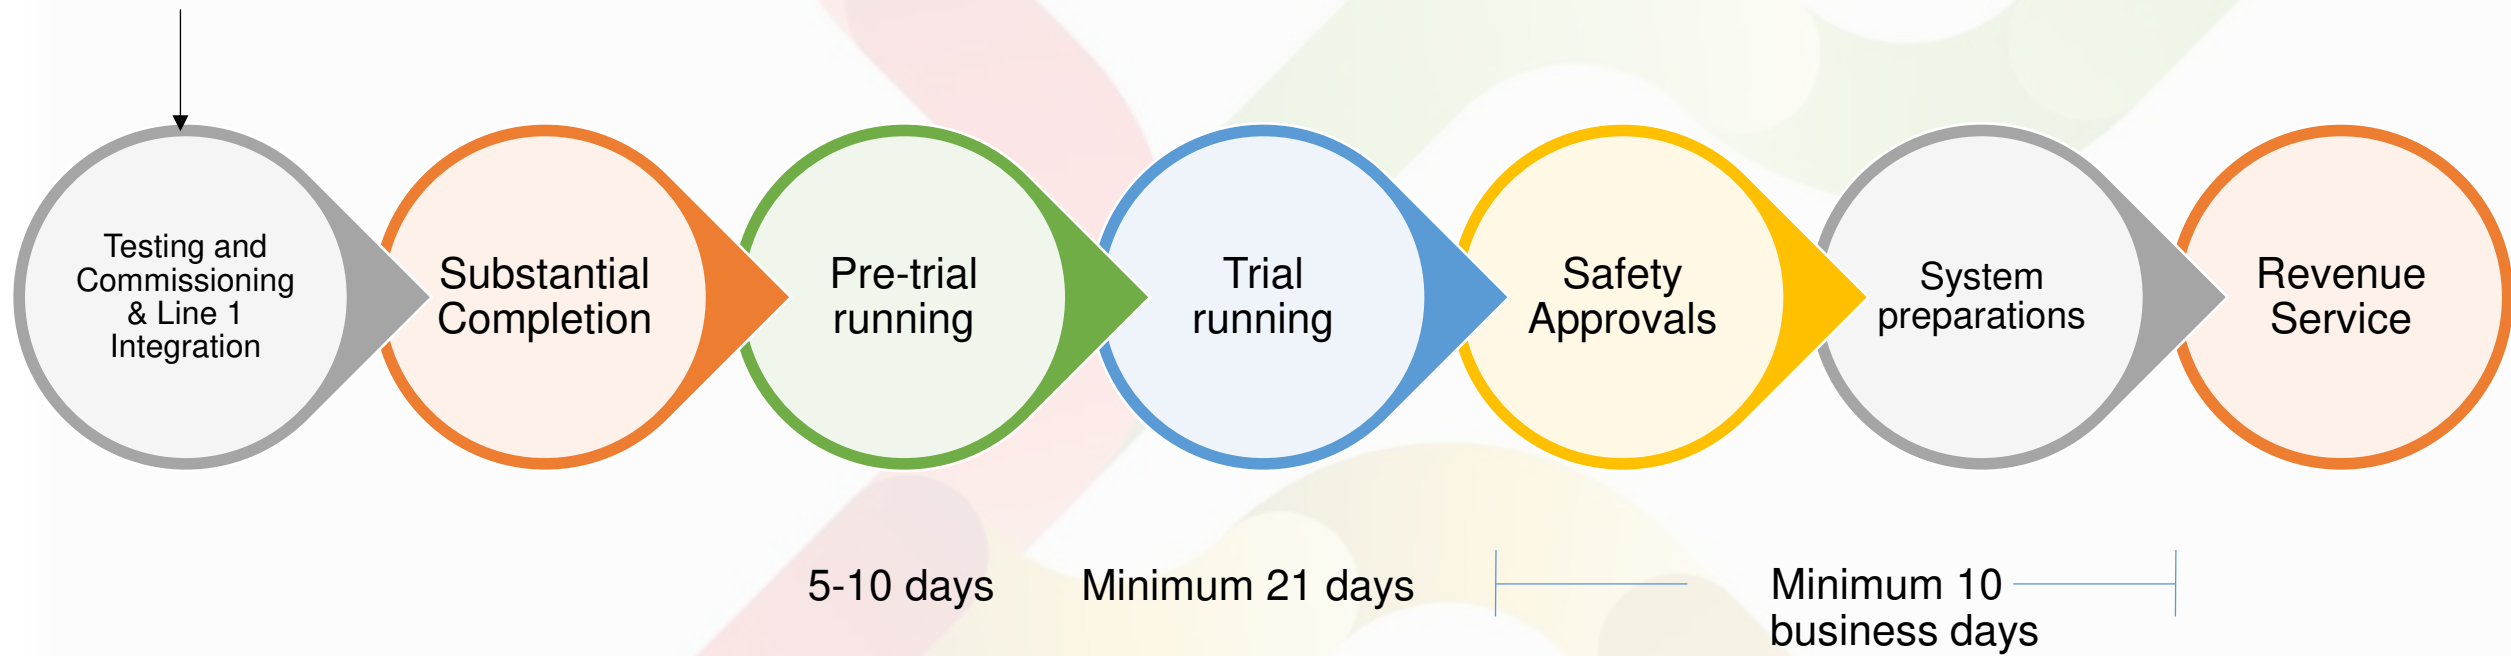 Testing and
Commissioning
& Line 1
Integration
Substantial
Completion
Pre-trial
running
Trial
running
Safety
Approvals
System
preparations
Revenue
Service
5-10 days
Minimum 21 days
Minimum 10
business days